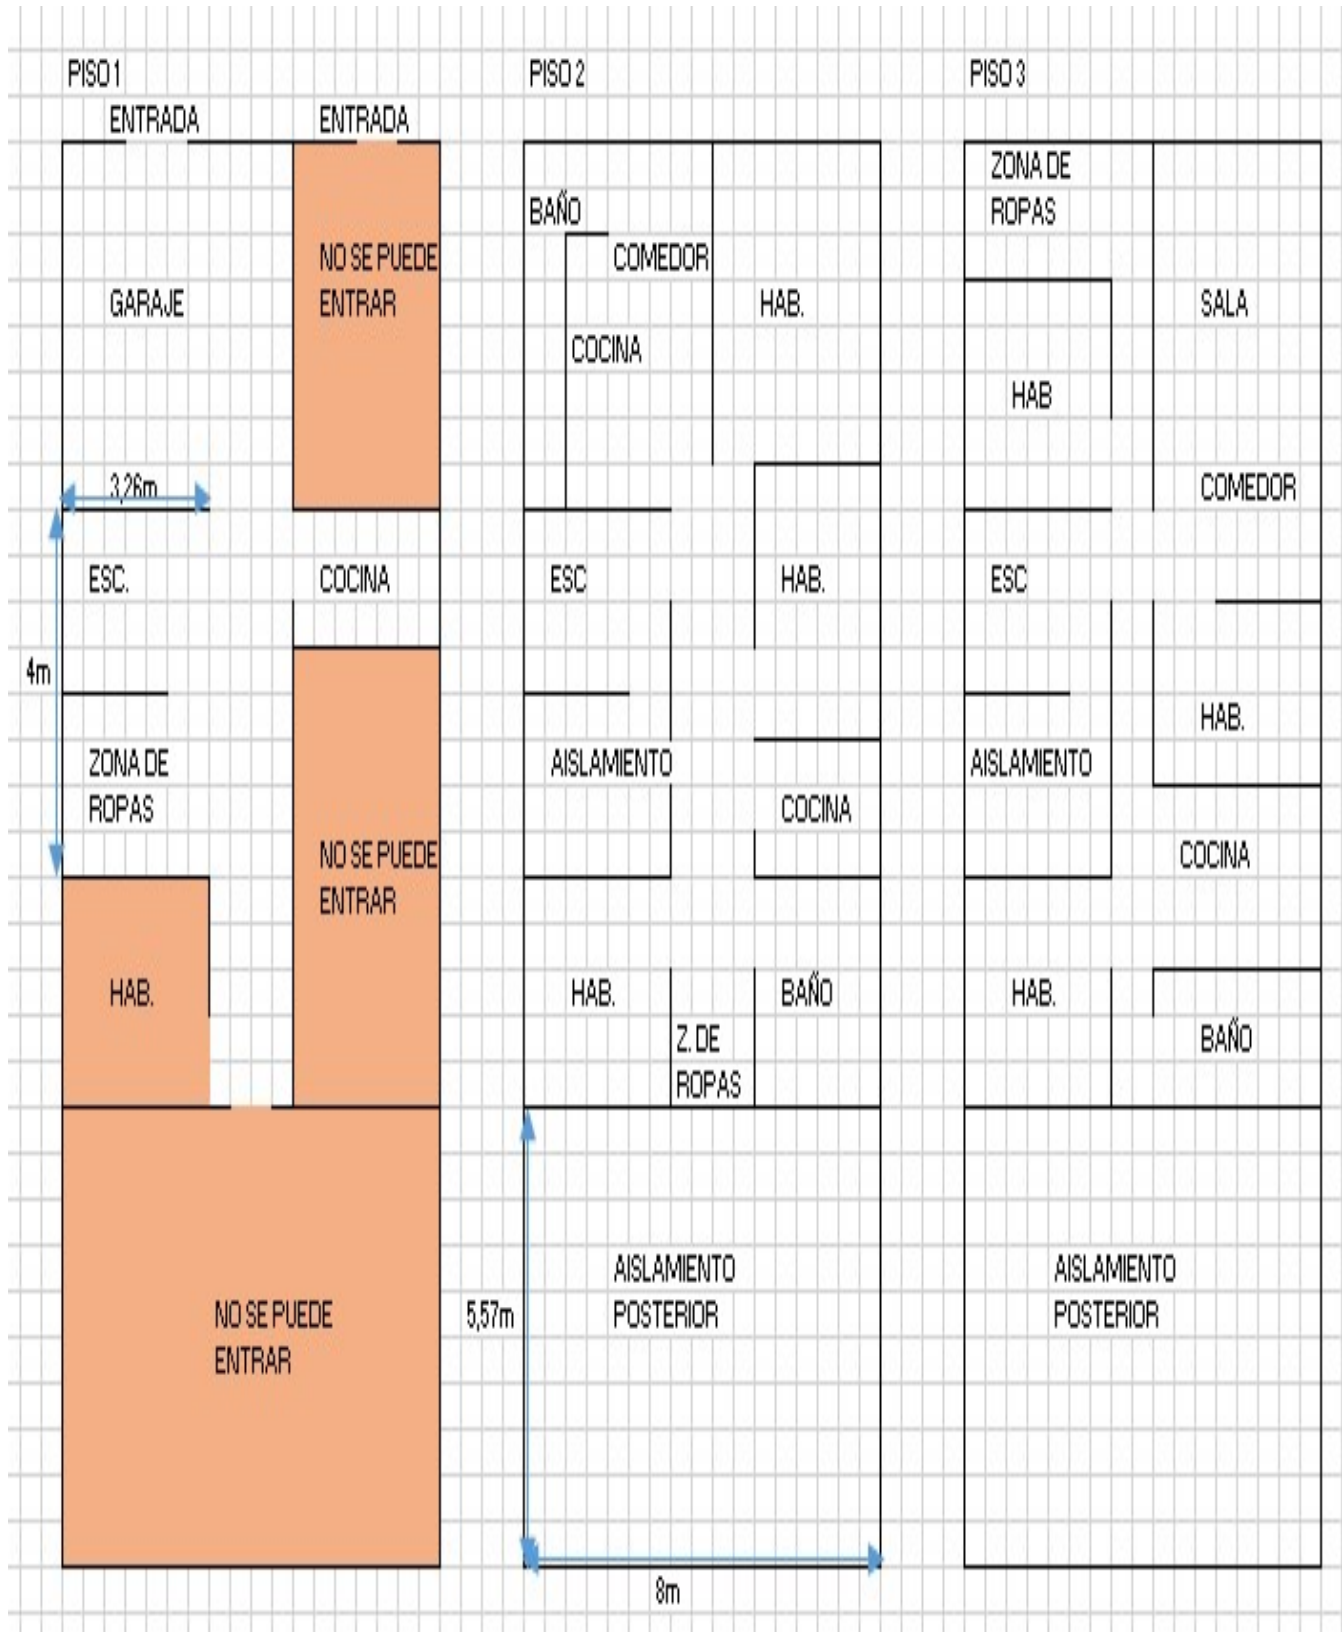 PISO 1
ENTRADA
ENTRADA
NO SE PUEDE
ENTRAR
GARAJE
3,26m
ESC.
COCINA
4m
ZONA DE
ROPAS
NO SE PUEDE
ENTRAR
HAB.
NO SE PUEDE
ENTRAR
PISO 2
BAÑO
COMEDOR
HAB.
COCINA
ESC
HAB.
AISLAMIENTO
COCINA
HAB.
BAÑO
Z. DE
ROPAS
AISLAMIENTO
POSTERIOR
5,57m
8m
PISO 3
ZONA DE
ROPAS
SALA
HAB
COMEDOR
ESC
HAB.
AISLAMIENTO
COCINA
HAB.
BAÑO
AISLAMIENTO
POSTERIOR